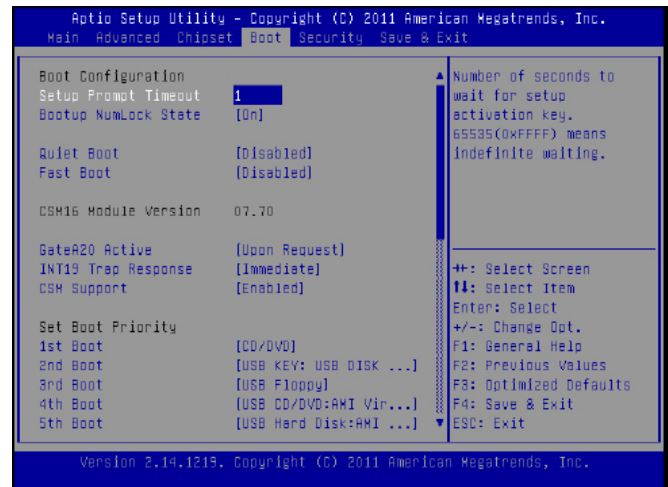 Aptio Setup Utility – Copyright (C) 2011 American Megatrends, Inc.
Main Advanced Chipset Boot Security Save & Exit
Boot Configuration
Setup Prompt Timeout 1
Bootup NumLock State [On]
Quiet Boot [Disabled]
Fast Boot [Disabled]
CSM16 Module Version 07.70
GateA20 Active [Upon Request]
INT19 Trap Response [Immediate]
CSM Support [Enabled]
Set Boot Priority
1st Boot [CD/DVD]
2nd Boot [USB KEY: USB DISK ...]
3rd Boot [USB Floppy]
4th Boot [USB CD/DVD:AMI Vir...]
5th Boot [USB Hard Disk:AMI ...]
Number of seconds to
wait for setup
activation key.
65535(0xFFFF) means
indefinite waiting.
→←: Select Screen
↑↓: Select Item
Enter: Select
+/-: Change Opt.
F1: General Help
F2: Previous Values
F3: Optimized Defaults
F4: Save & Exit
ESC: Exit
Version 2.14.1219. Copyright (C) 2011 American Megatrends, Inc.